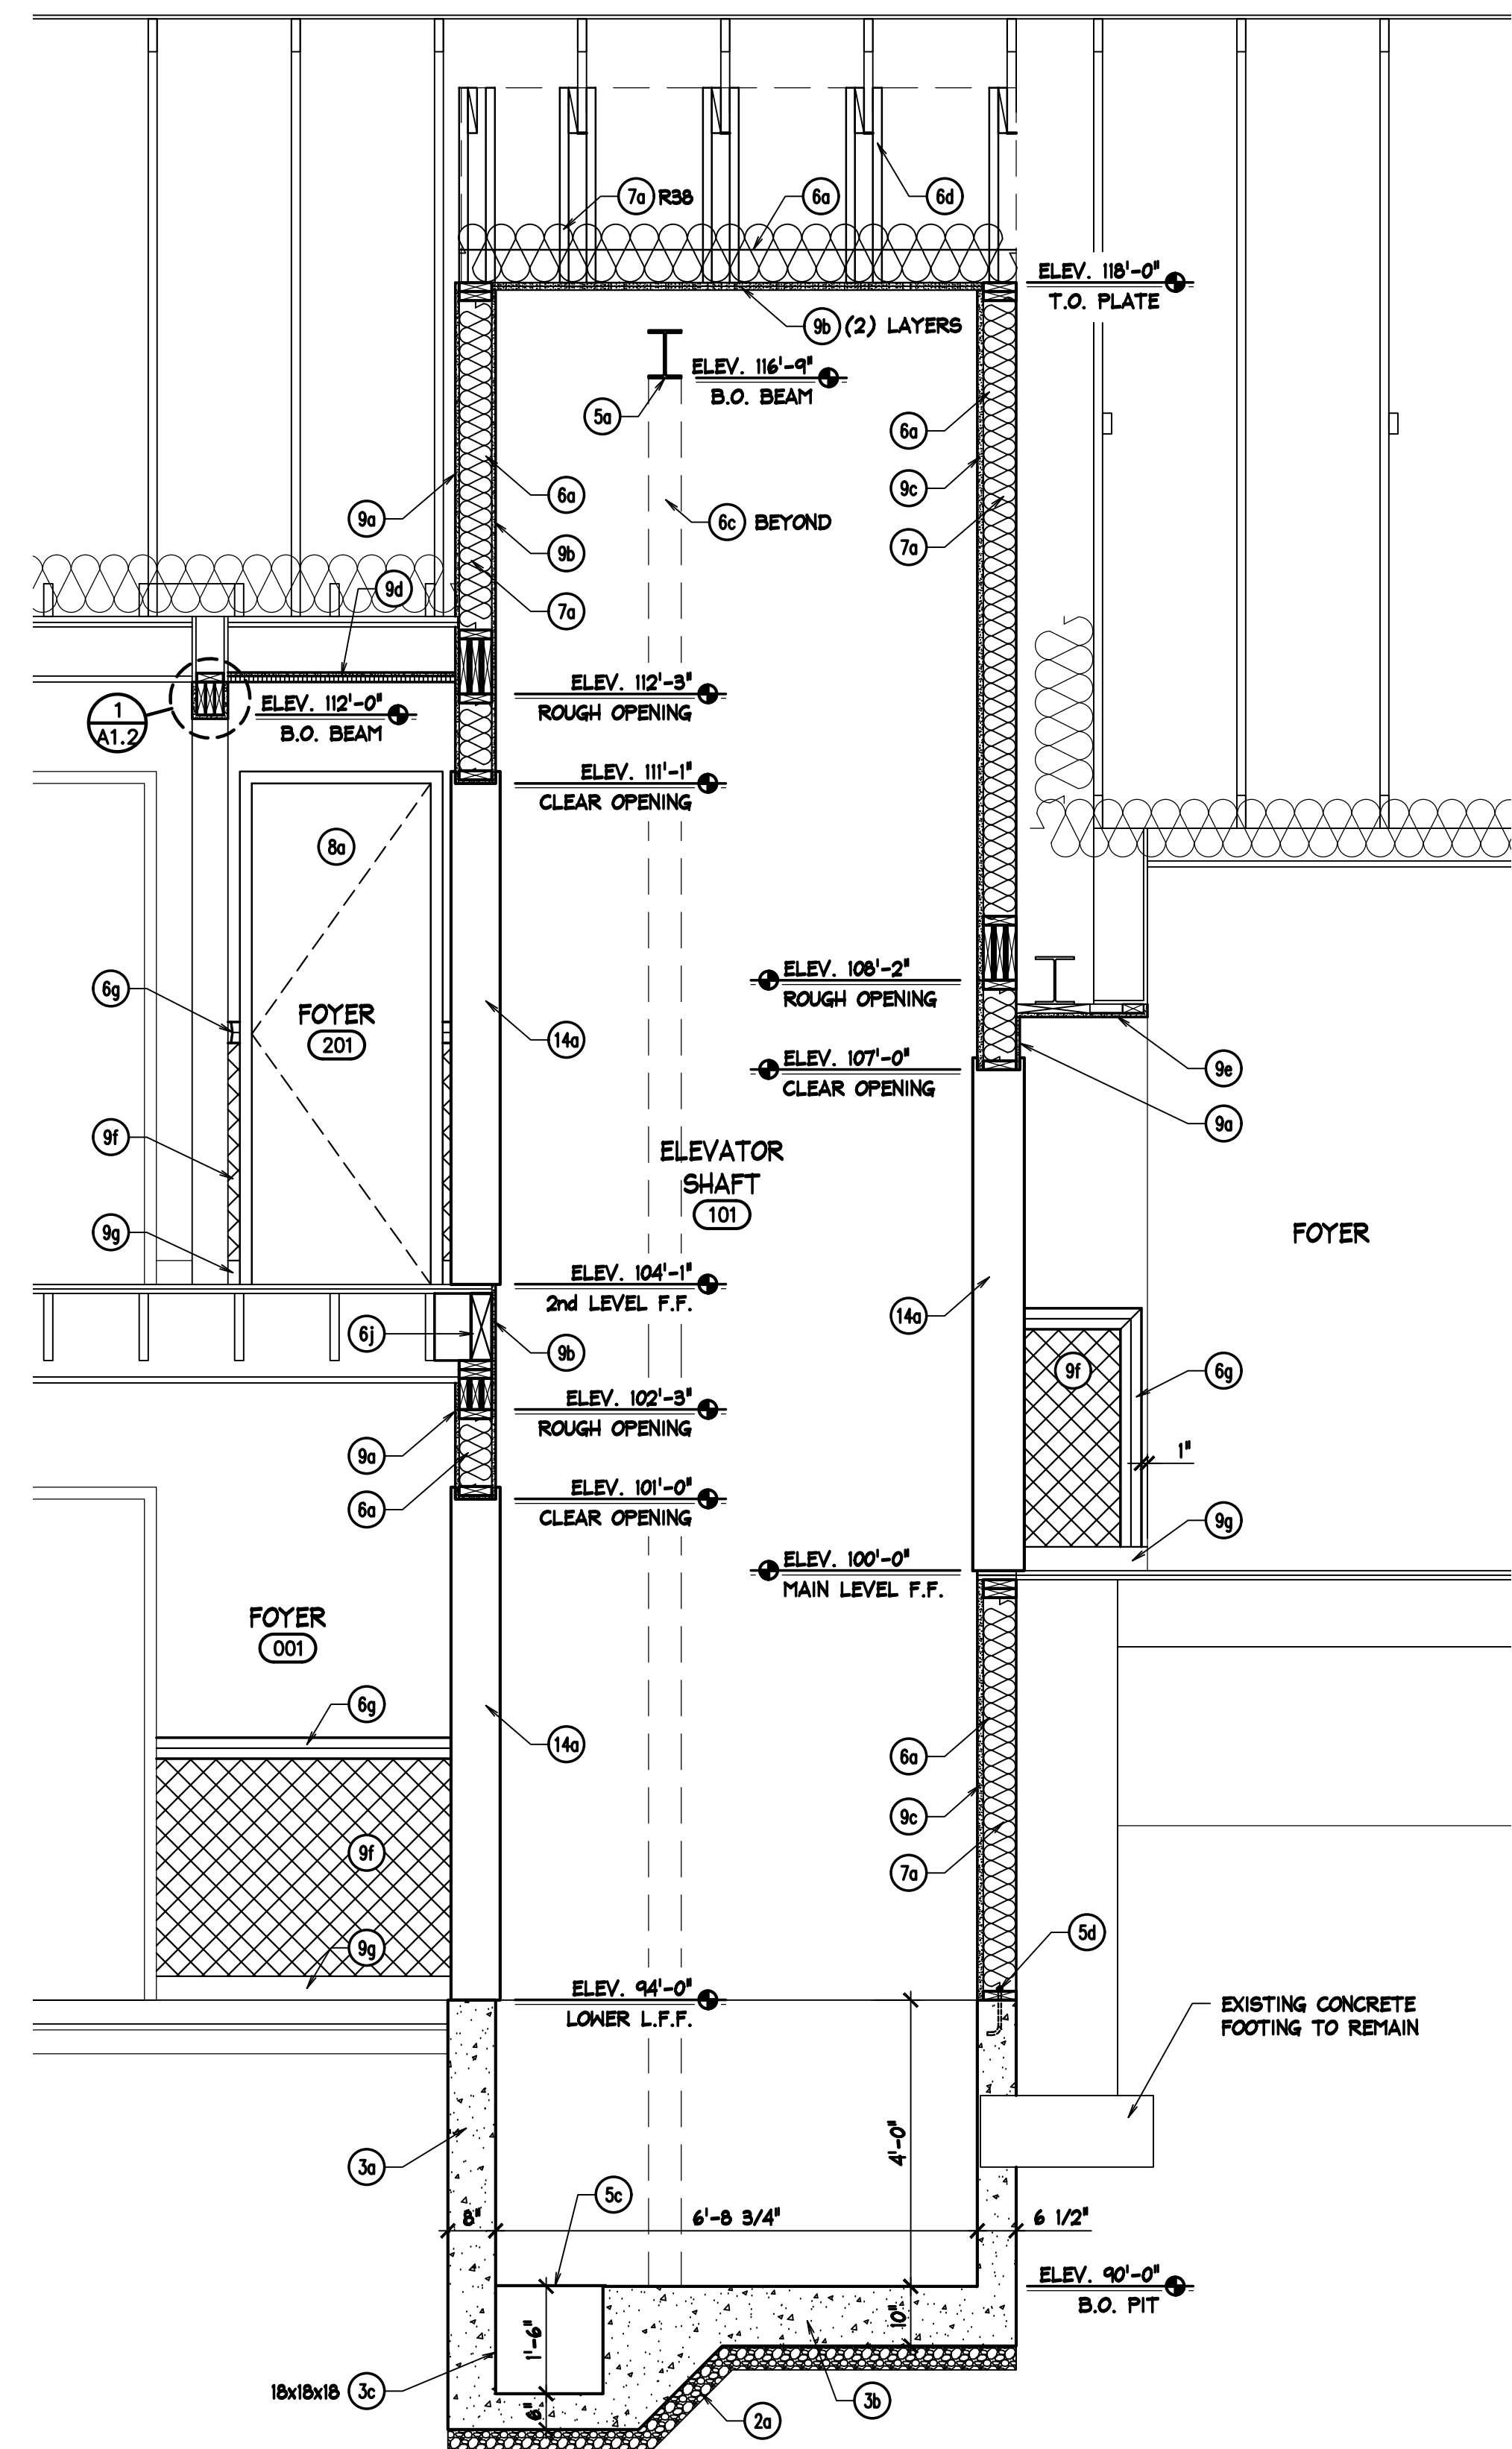 7a R38
6a
6d
ELEV. 118'-0"
T.O. PLATE
9b (2) LAYERS
ELEV. 116'-9"
B.O. BEAM
5a
6a
6a
9c
9a
6c BEYOND
9b
7a
9d
7a
ELEV. 112'-3"
ROUGH OPENING
1
A1.2
ELEV. 112'-0"
B.O. BEAM
ELEV. 111'-1"
CLEAR OPENING
8a
ELEV. 108'-2"
ROUGH OPENING
6g
FOYER
201
14a
ELEV. 107'-0"
CLEAR OPENING
9e
9a
9f
ELEVATOR
SHAFT
101
9g
FOYER
ELEV. 104'-1"
2nd LEVEL F.F.
14a
6j
9b
9f
6g
ELEV. 102'-3"
ROUGH OPENING
9a
1"
6a
ELEV. 101'-0"
CLEAR OPENING
9g
ELEV. 100'-0"
MAIN LEVEL F.F.
FOYER
001
6g
14a
6a
9c
9f
7a
9g
5d
ELEV. 94'-0"
LOWER L.F.F.
EXISTING CONCRETE
FOOTING TO REMAIN
3a
4'-0"
5c
8"
6'-8 3/4"
6 1/2"
ELEV. 90'-0"
B.O. PIT
10"
1'-6"
18x18x18 3c
3b
6"
2a